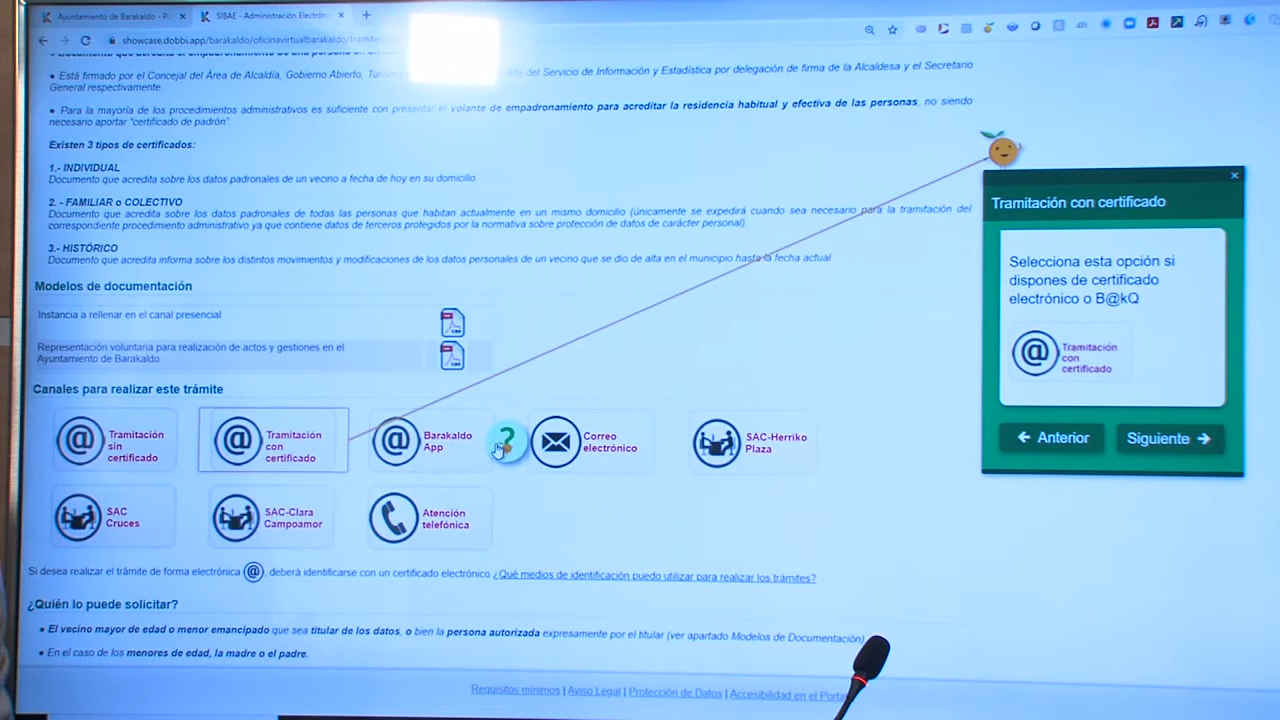 Ayuntamiento de Barakaldo - Po
SIBAE - Administración Electrón
showcase.dobbi.app/barakaldo/oficinavirtualbarakaldo/tramite
• Documento que acredita el empadronamiento de una persona en un
• Está firmado por el Concejal del Área de Alcaldía, Gobierno Abierto, del Servicio de Información y Estadística por delegación de firma de la Alcaldesa y el Secretario
General respectivamente.
• Para la mayoría de los procedimientos administrativos es suficiente con presentar el volante de empadronamiento para acreditar la residencia habitual y efectiva de las personas, no siendo
necesario aportar "certificado de padrón".
Existen 3 tipos de certificados:
1.- INDIVIDUAL
Documento que acredita sobre los datos padronales de un vecino a fecha de hoy en su domicilio
2. - FAMILIAR o COLECTIVO
Documento que acredita sobre los datos padronales de todas las personas que habitan actualmente en un mismo domicilio (únicamente se expedirá cuando sea necesario para la tramitación del
correspondiente procedimiento administrativo ya que contiene datos de terceros protegidos por la normativa sobre protección de datos de carácter personal)
3.- HISTÓRICO
Documento que acredita informa sobre los distintos movimientos y modificaciones de los datos personales de un vecino que se dio de alta en el municipio hasta la fecha actual
Modelos de documentación
Instancia a rellenar en el canal presencial
Representación voluntaria para realización de actos y gestiones en el
Ayuntamiento de Barakaldo
Canales para realizar este trámite
@ Tramitación
sin
certificado
@ Tramitación
con
certificado
@ Barakaldo
App
?
Correo
electrónico
SAC-Herriko
Plaza
SAC
Cruces
SAC-Clara
Campoamor
Atención
telefónica
Si desea realizar el trámite de forma electrónica @, deberá identificarse con un certificado electrónico ¿Qué medios de identificación puedo utilizar para realizar los trámites?
¿Quién lo puede solicitar?
• El vecino mayor de edad o menor emancipado que sea titular de los datos, o bien la persona autorizada expresamente por el titular (ver apartado Modelos de Documentación)
• En el caso de los menores de edad, la madre o el padre.
Requisitos mínimos | Aviso Legal | Protección de Datos | Accesibilidad en el Porta
Tramitación con certificado
Selecciona esta opción si
dispones de certificado
electrónico o B@kQ
@ Tramitación
con
certificado
← Anterior
Siguiente →